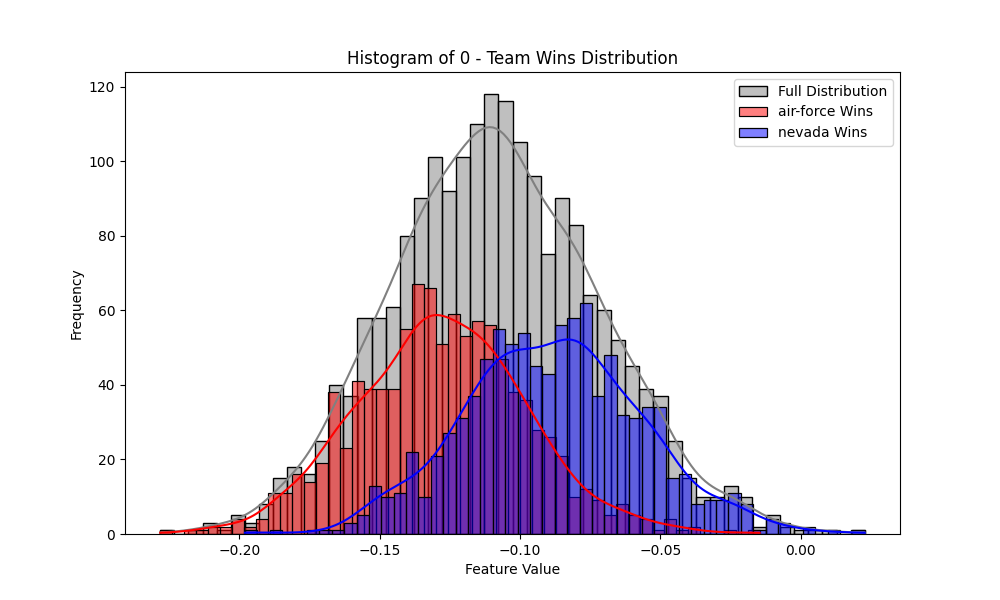 Histogram of 0 - Team Wins Distribution
Full Distribution
air-force Wins
nevada Wins
120
100
80
60
40
20
0
Frequency
−0.20
−0.15
−0.10
−0.05
0.00
Feature Value